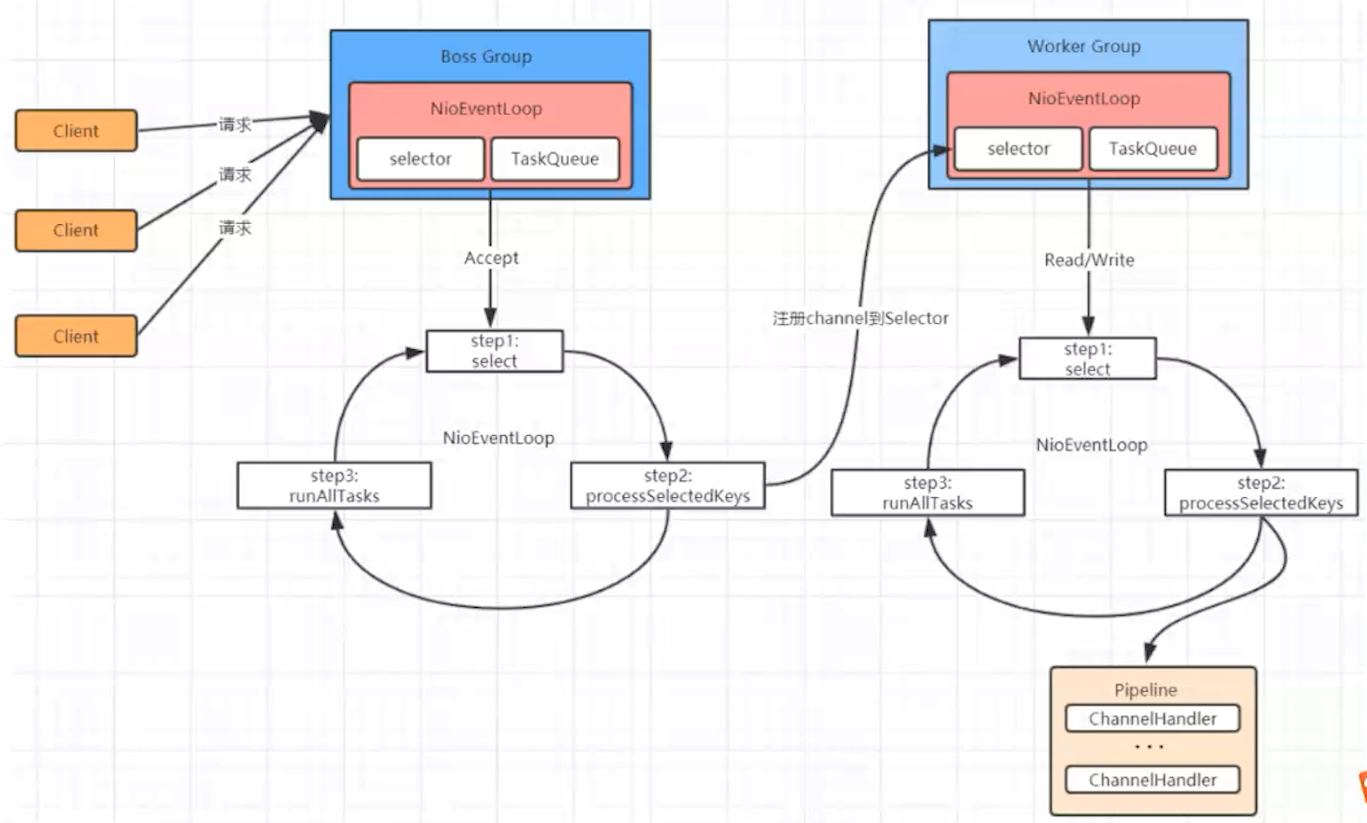 Boss Group
NioEventLoop
selector
TaskQueue
Client
请求
Client
请求
Client
请求
Accept
step1:
select
NioEventLoop
step2:
processSelectedKeys
step3:
runAllTasks
注册channel到Selector
Worker Group
NioEventLoop
selector
TaskQueue
Read/Write
step1:
select
NioEventLoop
step2:
processSelectedKeys
step3:
runAllTasks
Pipeline
ChannelHandler
...
ChannelHandler